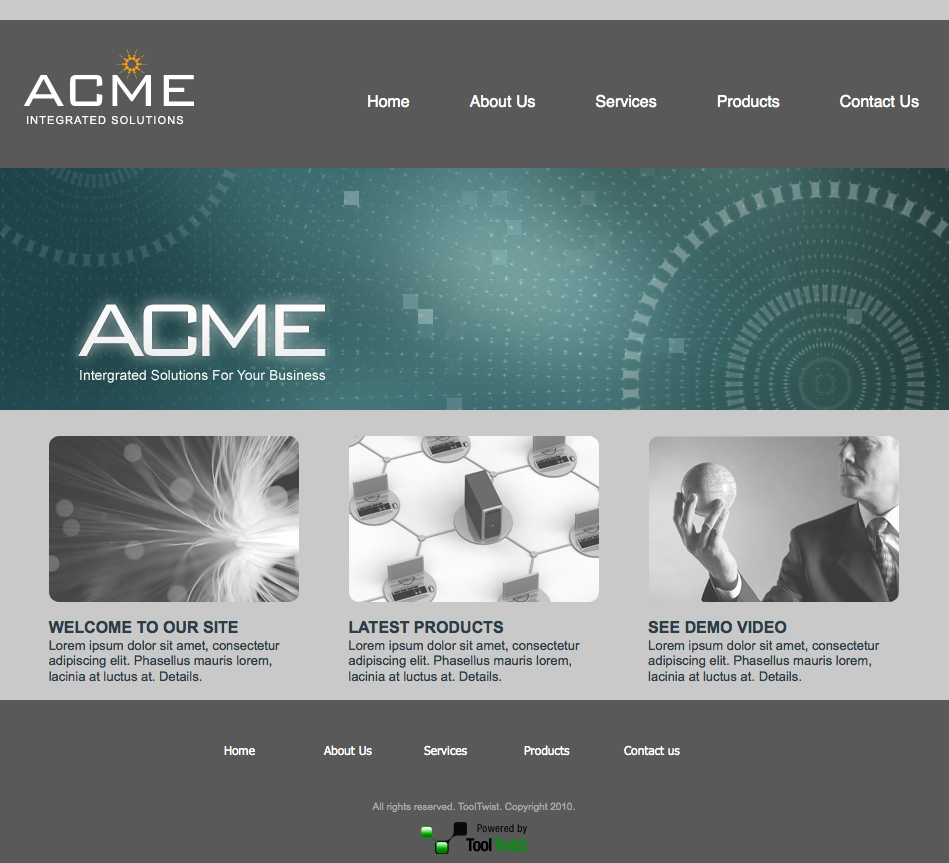 ACME
INTEGRATED SOLUTIONS
Home About Us Services Products Contact Us
ACME
Intergrated Solutions For Your Business
WELCOME TO OUR SITE
Lorem ipsum dolor sit amet, consectetur
adipiscing elit. Phasellus mauris lorem,
lacinia at luctus at. Details.
LATEST PRODUCTS
Lorem ipsum dolor sit amet, consectetur
adipiscing elit. Phasellus mauris lorem,
lacinia at luctus at. Details.
SEE DEMO VIDEO
Lorem ipsum dolor sit amet, consectetur
adipiscing elit. Phasellus mauris lorem,
lacinia at luctus at. Details.
Home About Us Services Products Contact us
All rights reserved. ToolTwist. Copyright 2010.
Powered by
ToolTwist